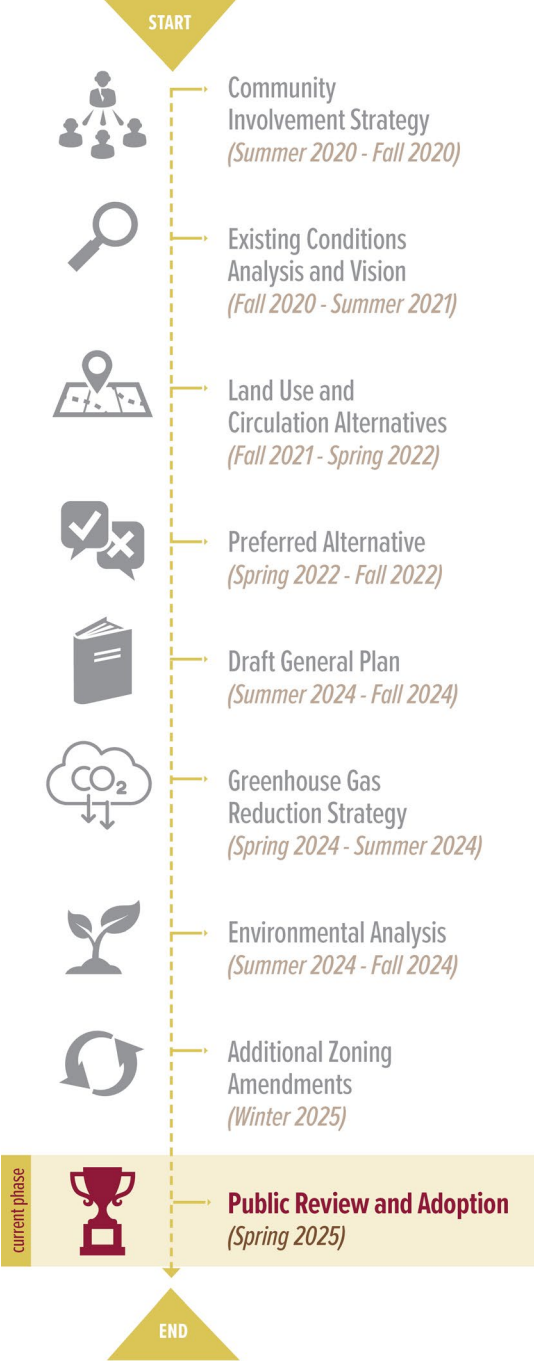 START
Community
Involvement Strategy
(Summer 2020 - Fall 2020)
Existing Conditions
Analysis and Vision
(Fall 2020 - Summer 2021)
Land Use and
Circulation Alternatives
(Fall 2021 - Spring 2022)
Preferred Alternative
(Spring 2022 - Fall 2022)
Draft General Plan
(Summer 2024 - Fall 2024)
CO2
Greenhouse Gas
Reduction Strategy
(Spring 2024 - Summer 2024)
Environmental Analysis
(Summer 2024 - Fall 2024)
Additional Zoning
Amendments
(Winter 2025)
current phase
Public Review and Adoption
(Spring 2025)
END